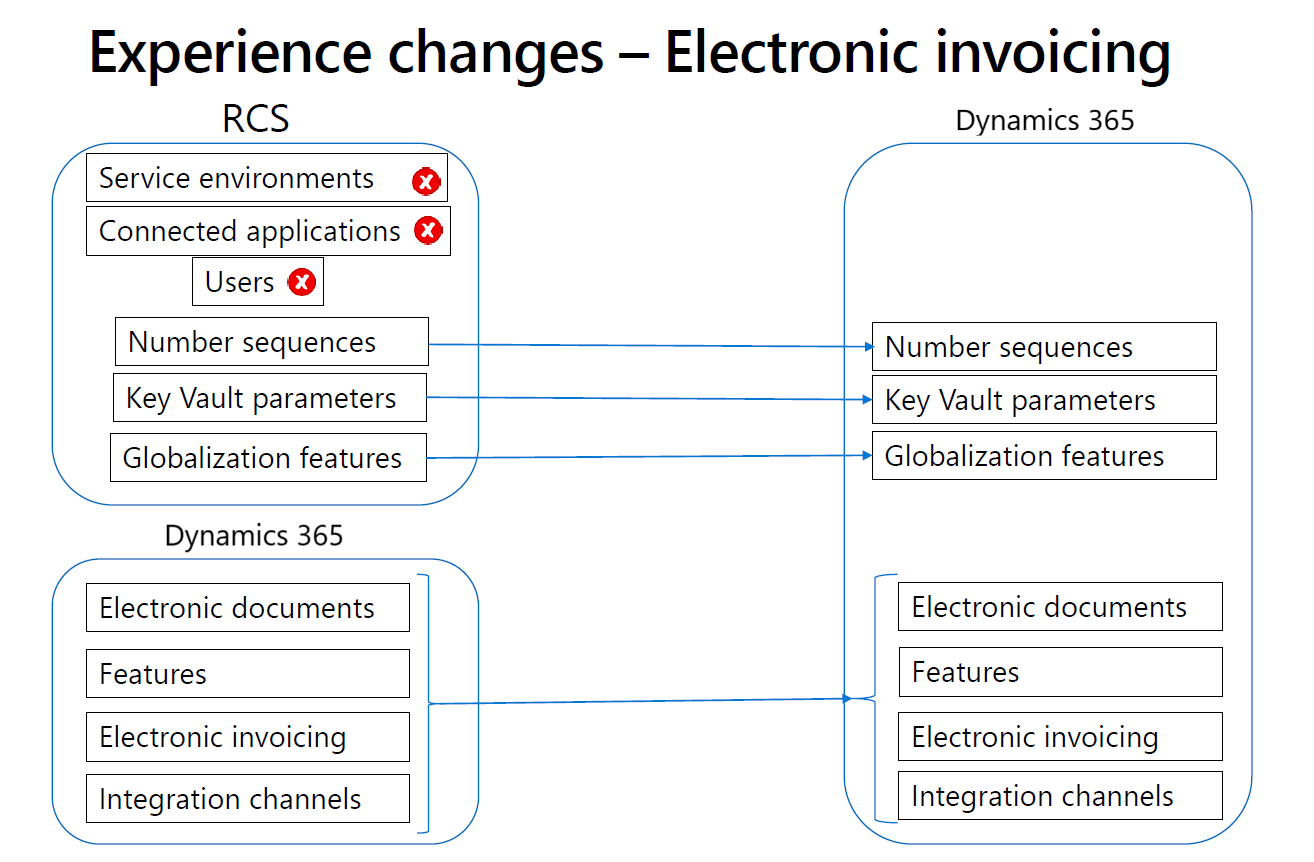 Experience changes – Electronic invoicing
RCS
Service environments
Connected applications
Users
Number sequences
Key Vault parameters
Globalization features
Dynamics 365
Electronic documents
Features
Electronic invoicing
Integration channels
Dynamics 365
Number sequences
Key Vault parameters
Globalization features
Electronic documents
Features
Electronic invoicing
Integration channels